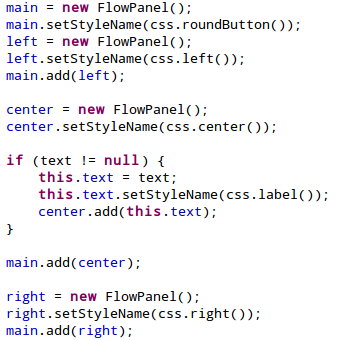 main = new FlowPanel();
main.setStyleName(css.roundButton());
left = new FlowPanel();
left.setStyleName(css.left());
main.add(left);

center = new FlowPanel();
center.setStyleName(css.center());

if (text != null) {
    this.text = text;
    this.text.setStyleName(css.label());
    center.add(this.text);
}

main.add(center);

right = new FlowPanel();
right.setStyleName(css.right());
main.add(right);